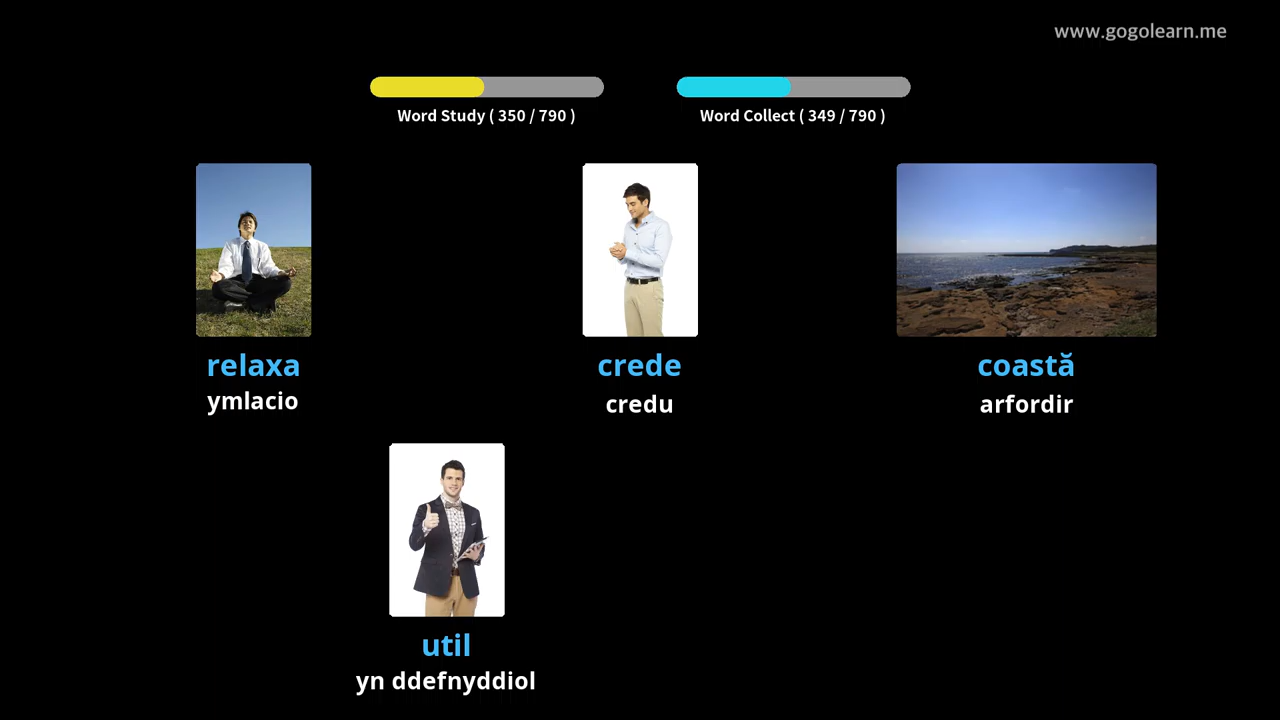 www.gogolearn.me
Word Study ( 350 / 790 )
Word Collect ( 349 / 790 )
relaxa
ymlacio
crede
credu
coastă
arfordir
util
yn ddefnyddiol